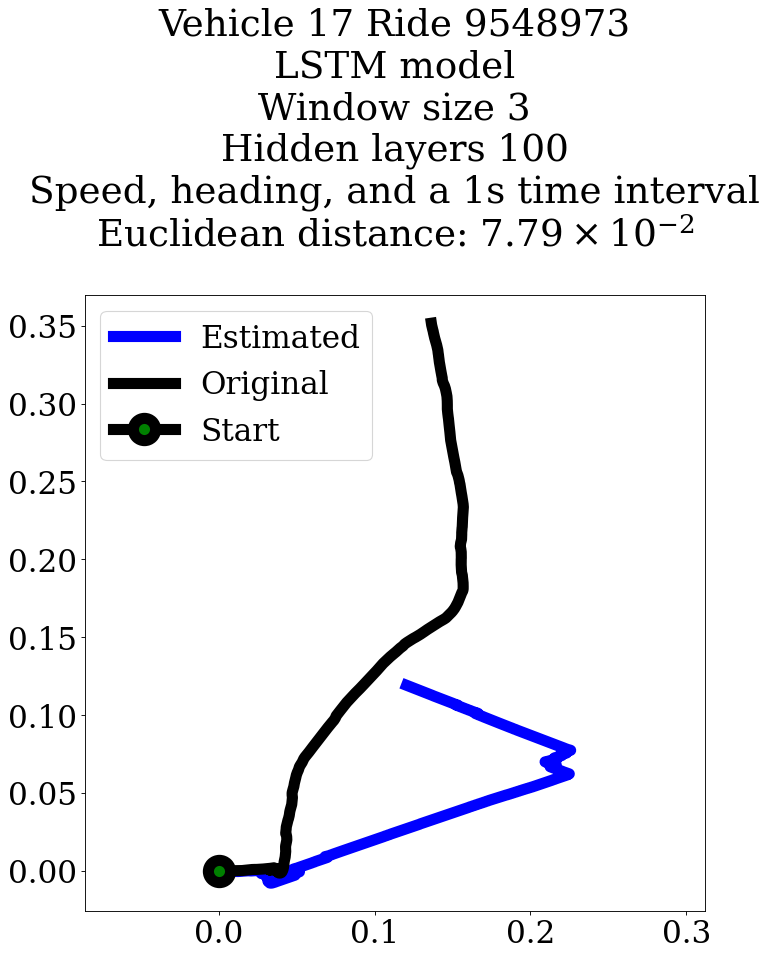 Vehicle 17 Ride 9548973
LSTM model
Window size 3
Hidden layers 100
Speed, heading, and a 1s time interval
Euclidean distance: 7.79 × 10⁻²
Estimated
Original
Start
0.35
0.30
0.25
0.20
0.15
0.10
0.05
0.00
0.0 0.1 0.2 0.3